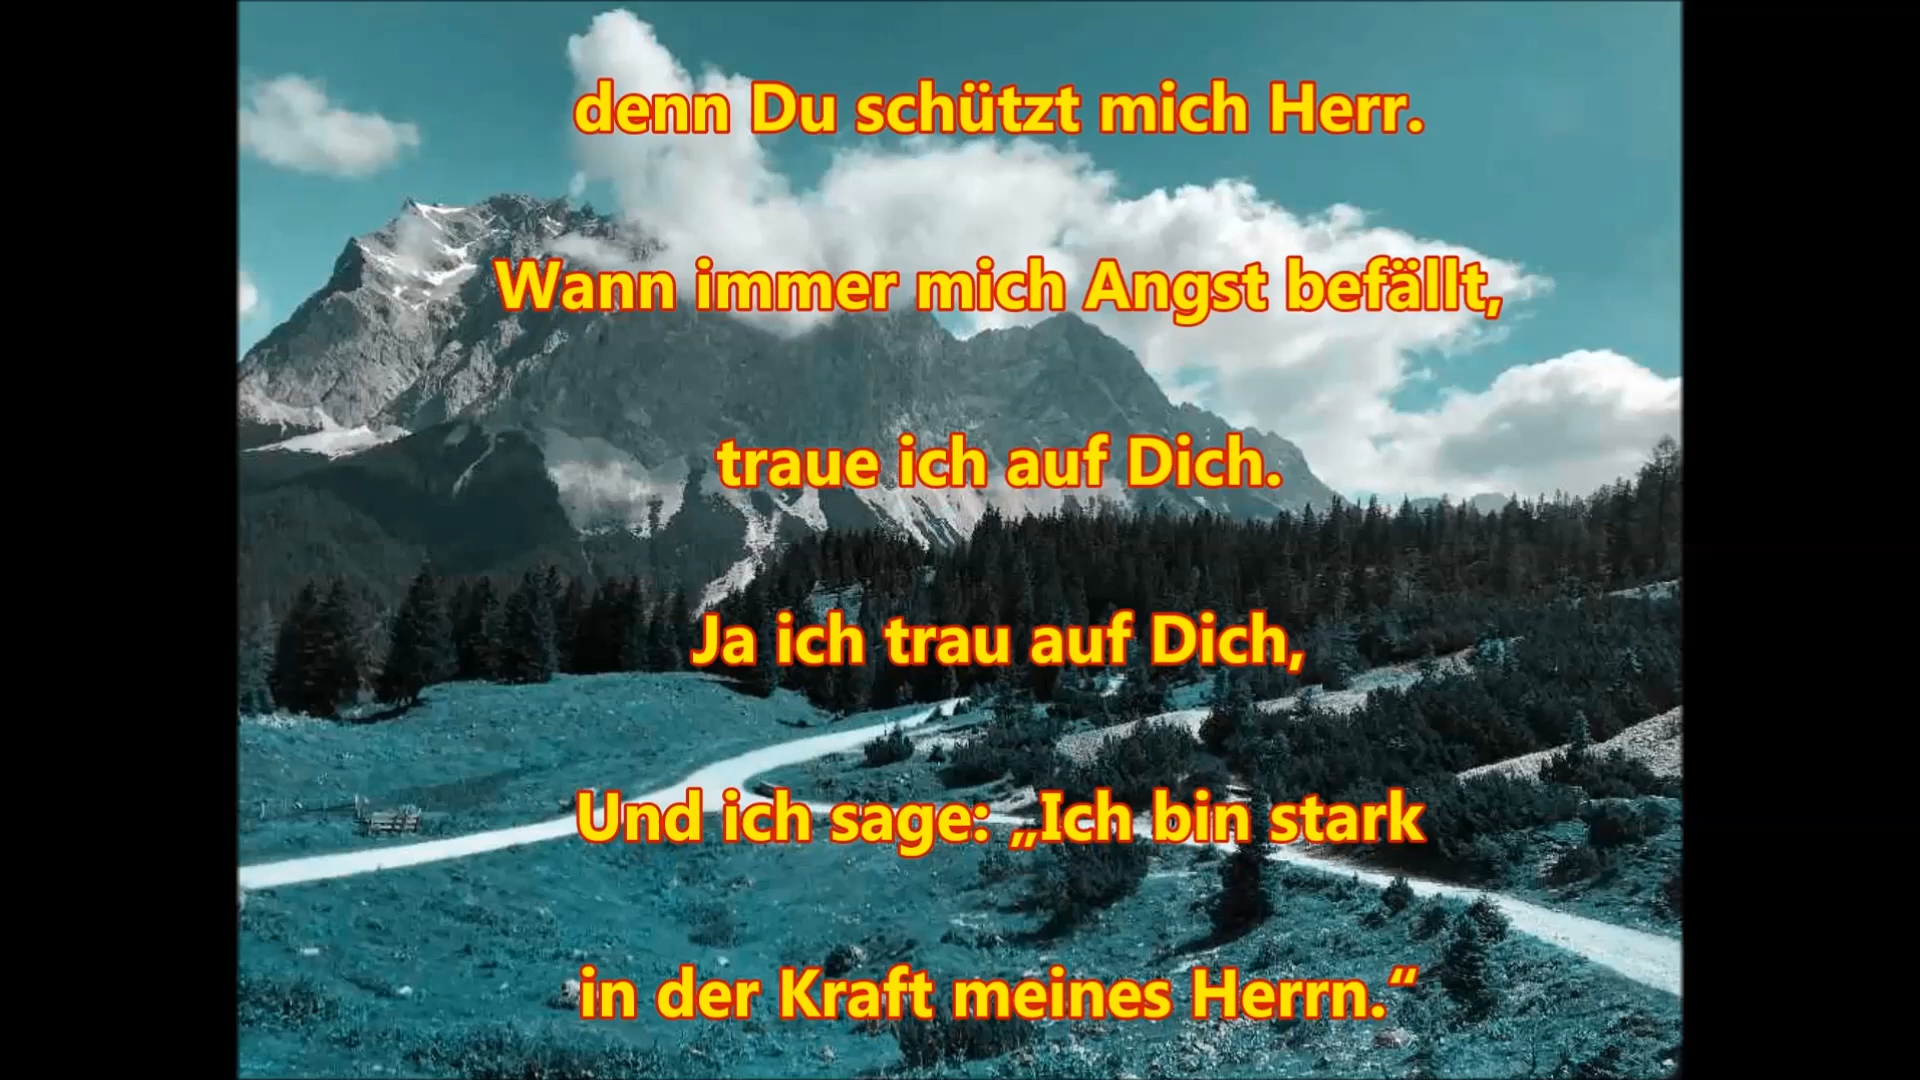 denn Du schützt mich Herr.
Wann immer mich Angst befällt,
traue ich auf Dich.
Ja ich trau auf Dich,
Und ich sage: „Ich bin stark
in der Kraft meines Herrn.“